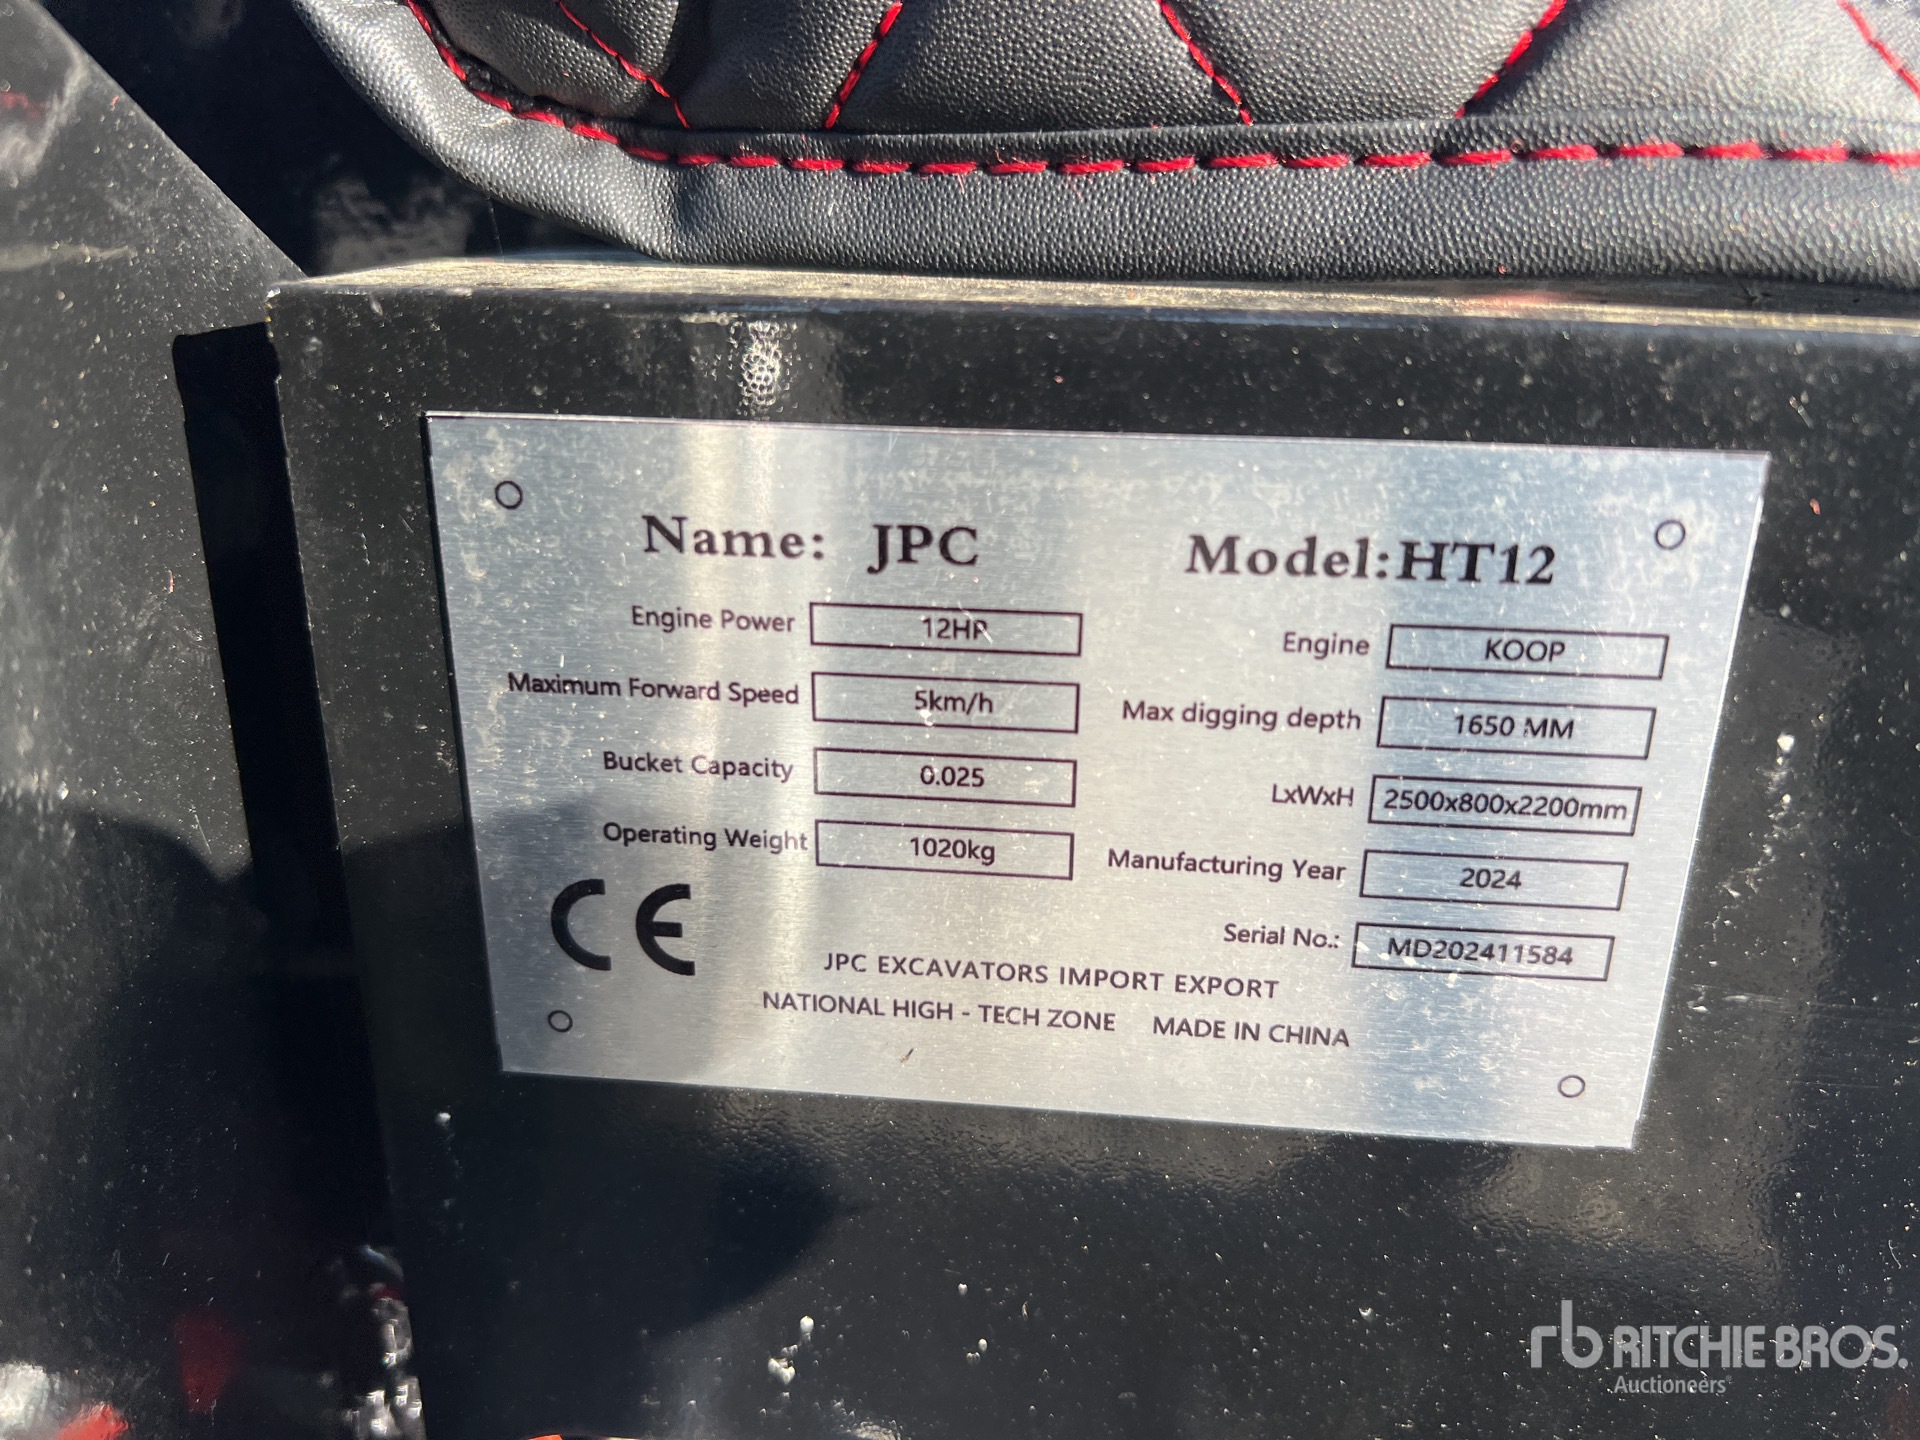 Name: JPC Model:HT12
Engine Power 12HP Engine KOOP
Maximum Forward Speed 5km/h Max digging depth 1650 MM
Bucket Capacity 0.025 LxWxH 2500x800x2200mm
Operating Weight 1020kg Manufacturing Year 2024
CE Serial No.: MD202411584
JPC EXCAVATORS IMPORT EXPORT
NATIONAL HIGH - TECH ZONE MADE IN CHINA
rb RITCHIE BROS.
Auctioneers